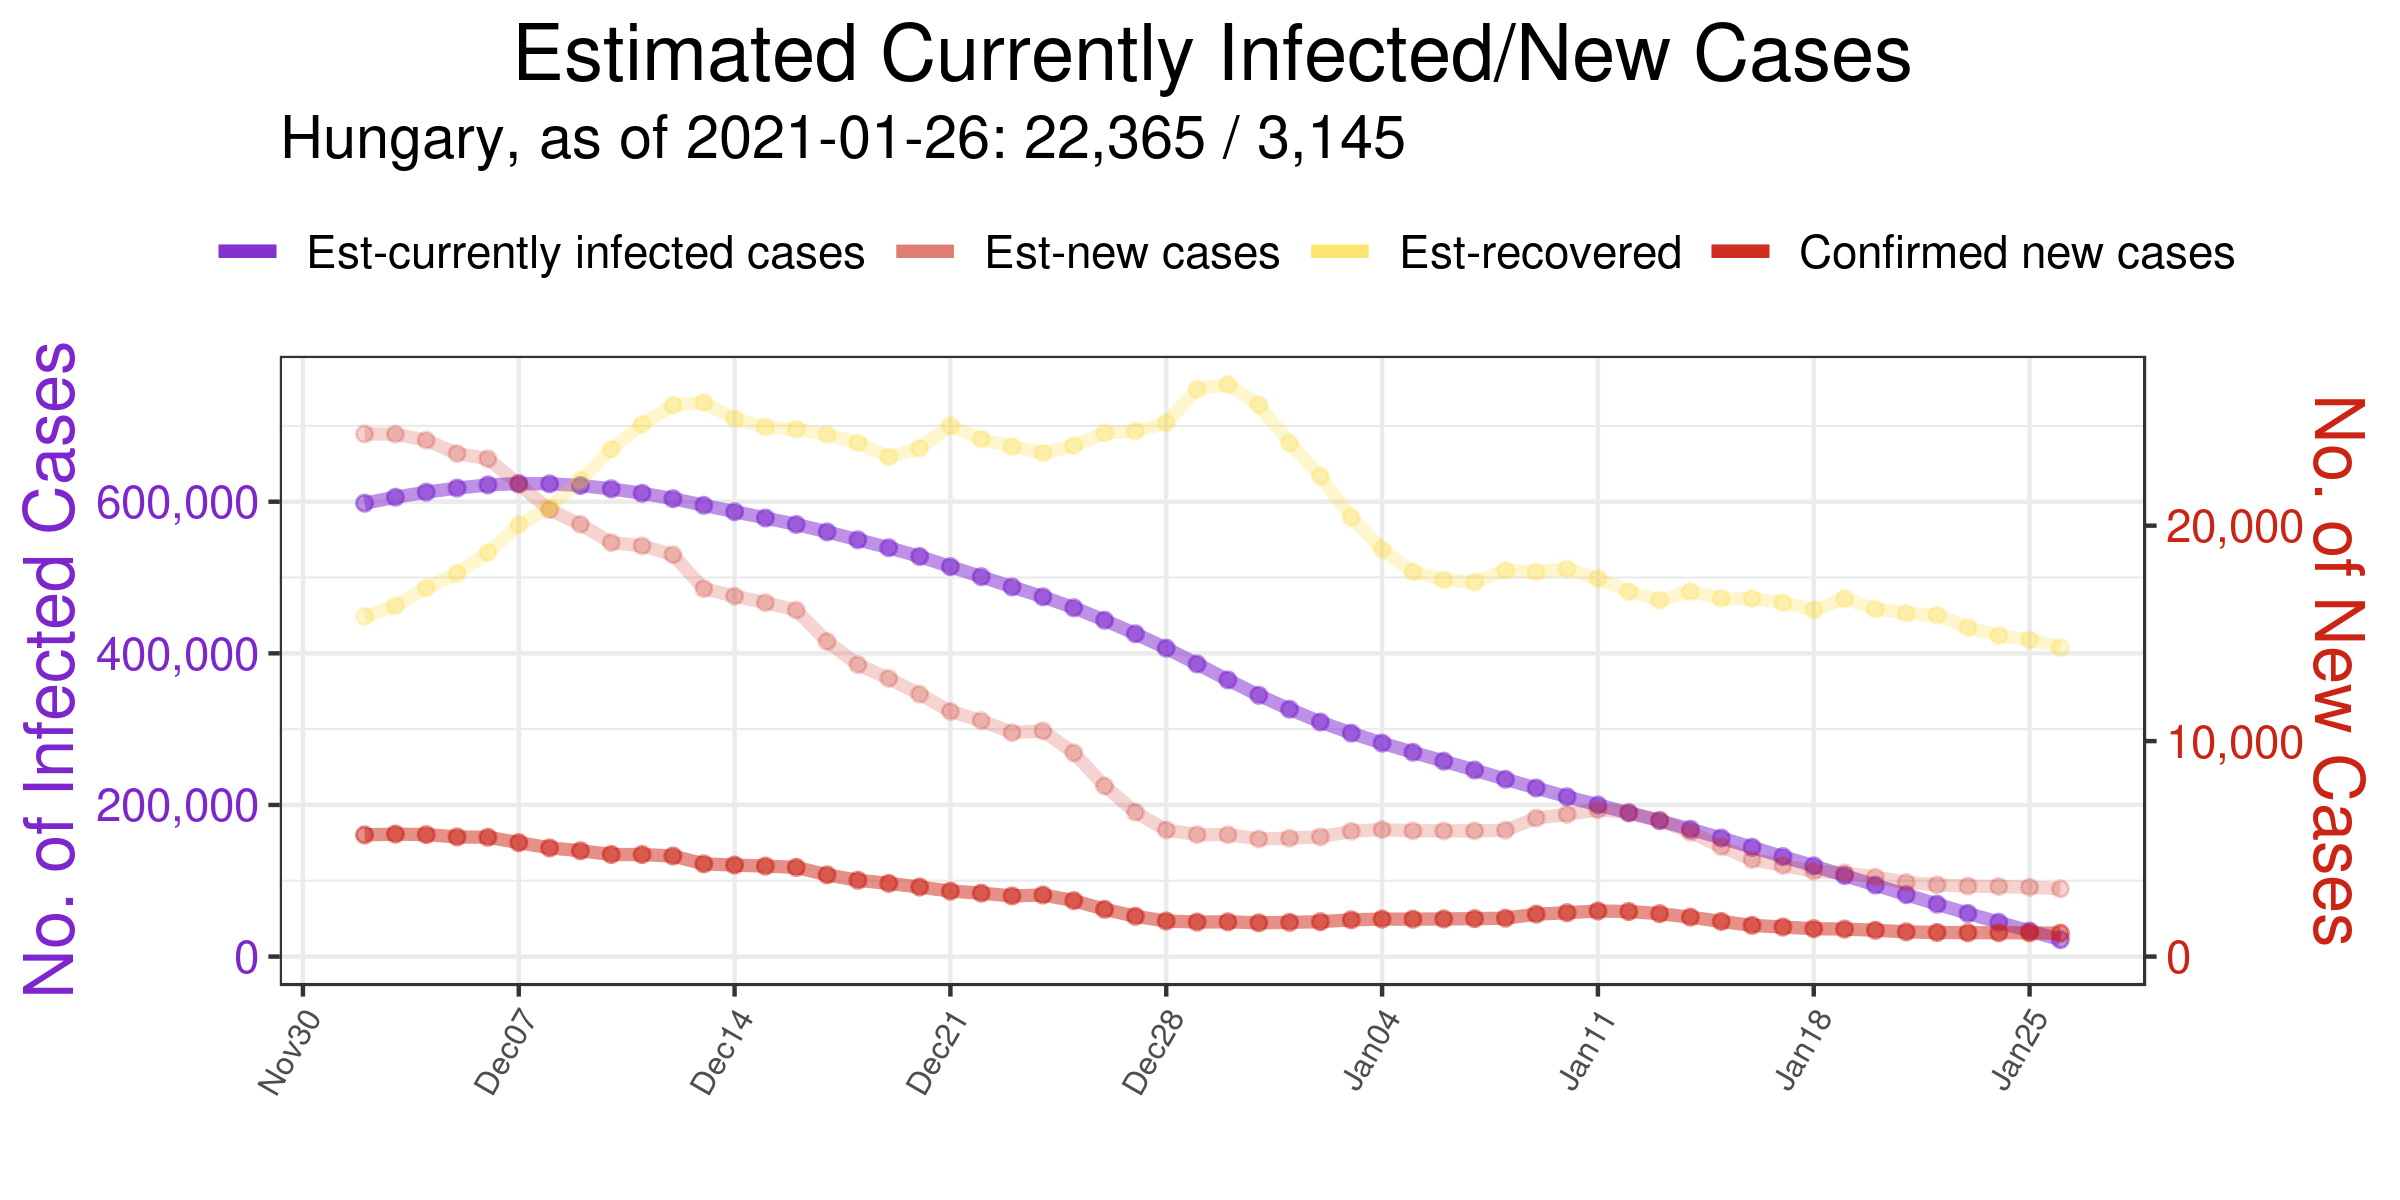 Estimated Currently Infected/New Cases
Hungary, as of 2021-01-26: 22,365 / 3,145
Est-currently infected cases Est-new cases Est-recovered Confirmed new cases
No. of Infected Cases
600,000
400,000
200,000
0
20,000
10,000
0
No. of New Cases
Nov30 Dec07 Dec14 Dec21 Dec28 Jan04 Jan11 Jan18 Jan25